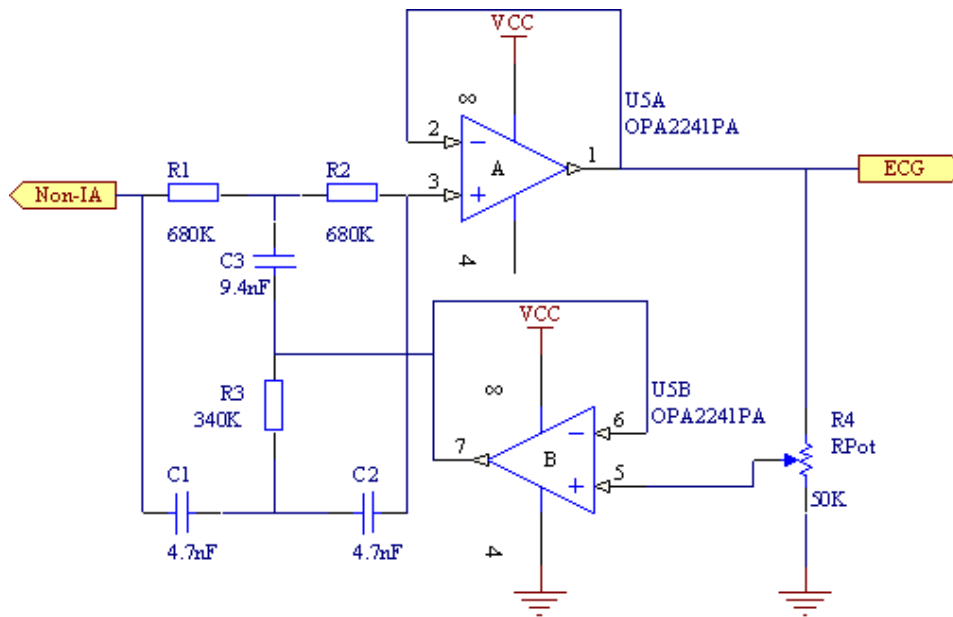 VCC
∞
U5A
OPA2241PA
2
A
1
3
Non-IA
R1
R2
ECG
680K
680K
C3
9.4nF
4
VCC
∞
U5B
OPA2241PA
R3
340K
6
7
B
5
R4
RPot
50K
C1
C2
4.7nF
4.7nF
4